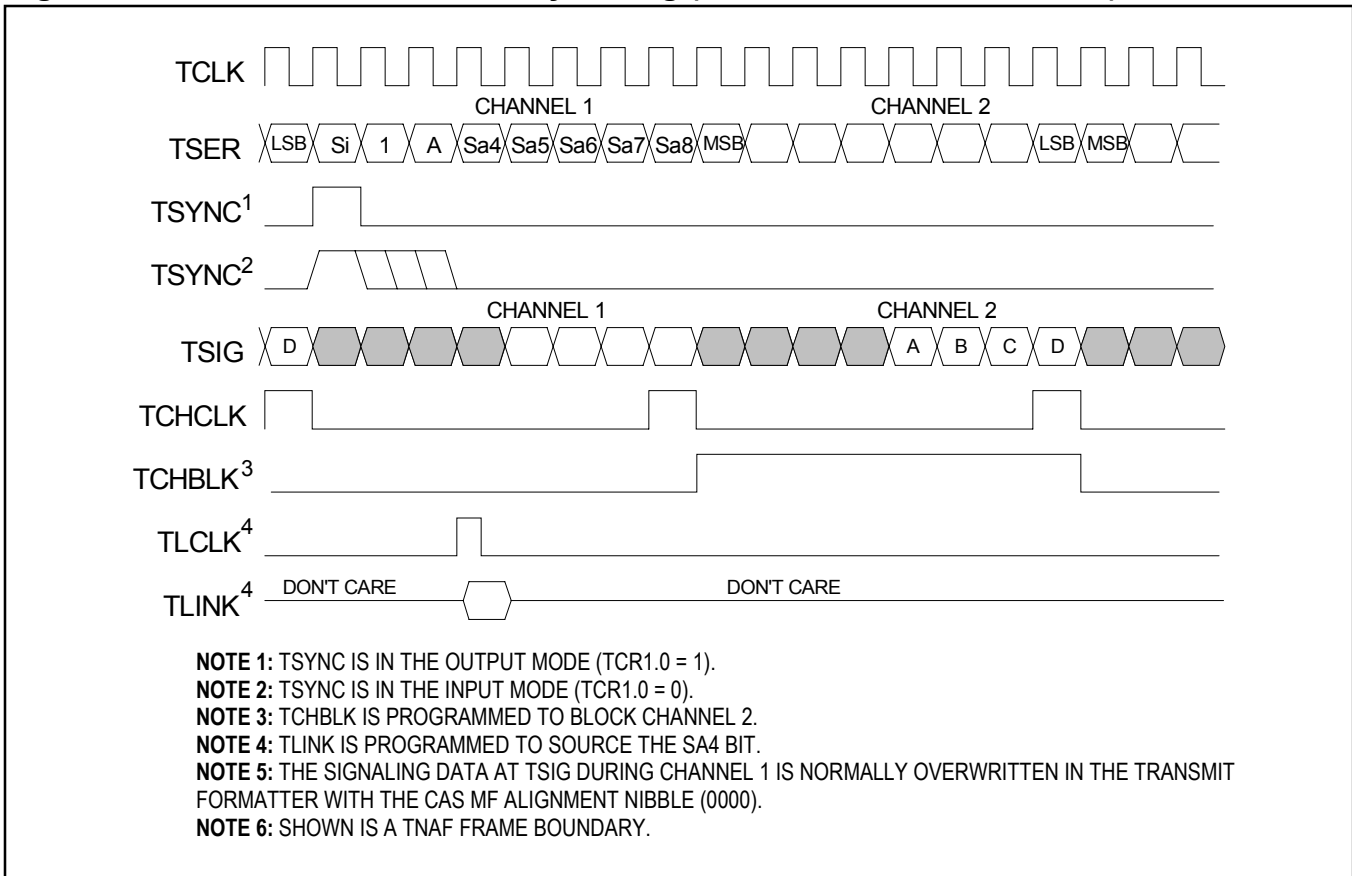 TCLK
CHANNEL 1 CHANNEL 2
TSER LSB Si 1 A Sa4 Sa5 Sa6 Sa7 Sa8 MSB LSB MSB
TSYNC1
TSYNC2
CHANNEL 1 CHANNEL 2
TSIG D A B C D
TCHCLK
TCHBLK3
TLCLK4
TLINK4 DON'T CARE DON'T CARE
NOTE 1: TSYNC IS IN THE OUTPUT MODE (TCR1.0 = 1).
NOTE 2: TSYNC IS IN THE INPUT MODE (TCR1.0 = 0).
NOTE 3: TCHBLK IS PROGRAMMED TO BLOCK CHANNEL 2.
NOTE 4: TLINK IS PROGRAMMED TO SOURCE THE SA4 BIT.
NOTE 5: THE SIGNALING DATA AT TSIG DURING CHANNEL 1 IS NORMALLY OVERWRITTEN IN THE TRANSMIT
FORMATTER WITH THE CAS MF ALIGNMENT NIBBLE (0000).
NOTE 6: SHOWN IS A TNAF FRAME BOUNDARY.